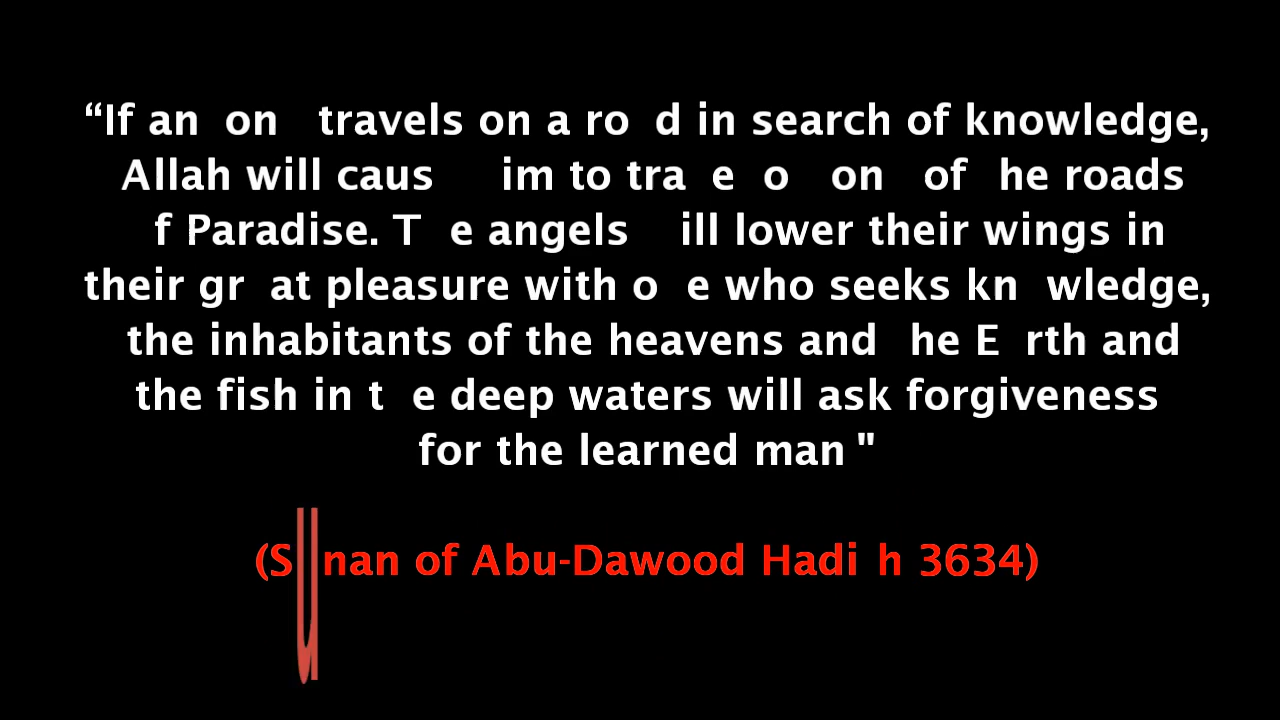 “If an on travels on a ro d in search of knowledge,
Allah will caus im to tra e o on of he roads
f Paradise. T e angels ill lower their wings in
their gr at pleasure with o e who seeks kn wledge,
the inhabitants of the heavens and he E rth and
the fish in t e deep waters will ask forgiveness
for the learned man "
(Sunan of Abu-Dawood Hadi h 3634)